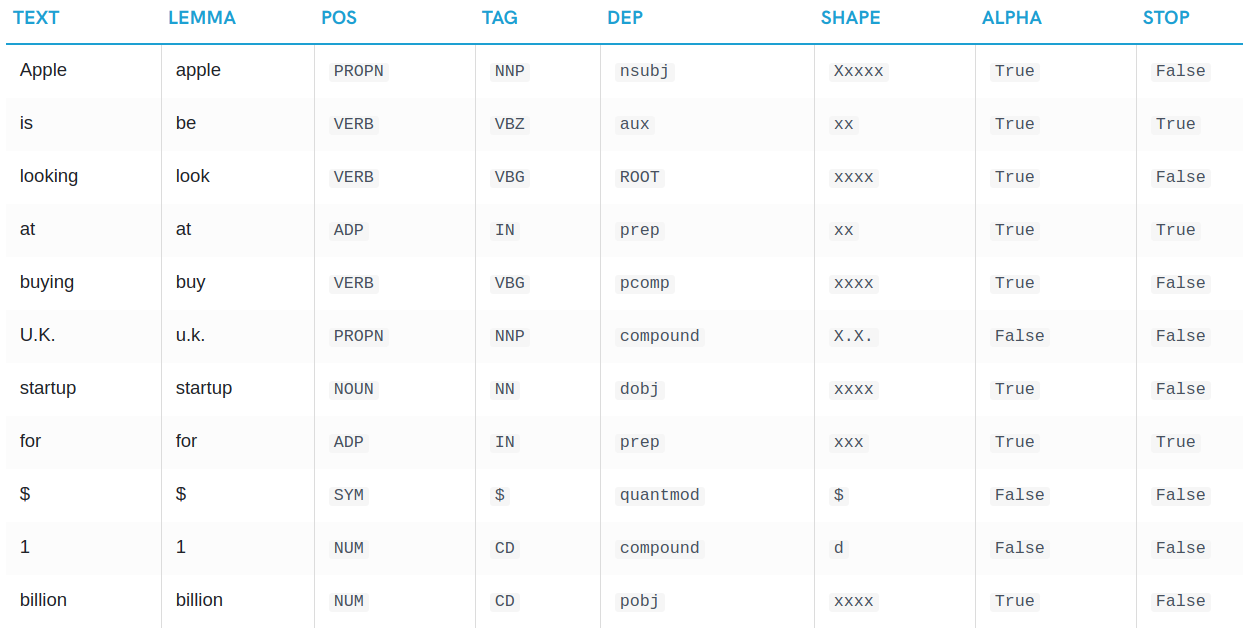 TEXT LEMMA POS TAG DEP SHAPE ALPHA STOP
Apple apple PROPN NNP nsubj Xxxxx True False
is be VERB VBZ aux xx True True
looking look VERB VBG ROOT xxxx True False
at at ADP IN prep xx True True
buying buy VERB VBG pcomp xxxx True False
U.K. u.k. PROPN NNP compound X.X. False False
startup startup NOUN NN dobj xxxx True False
for for ADP IN prep xxx True True
$ $ SYM $ quantmod $ False False
1 1 NUM CD compound d False False
billion billion NUM CD pobj xxxx True False